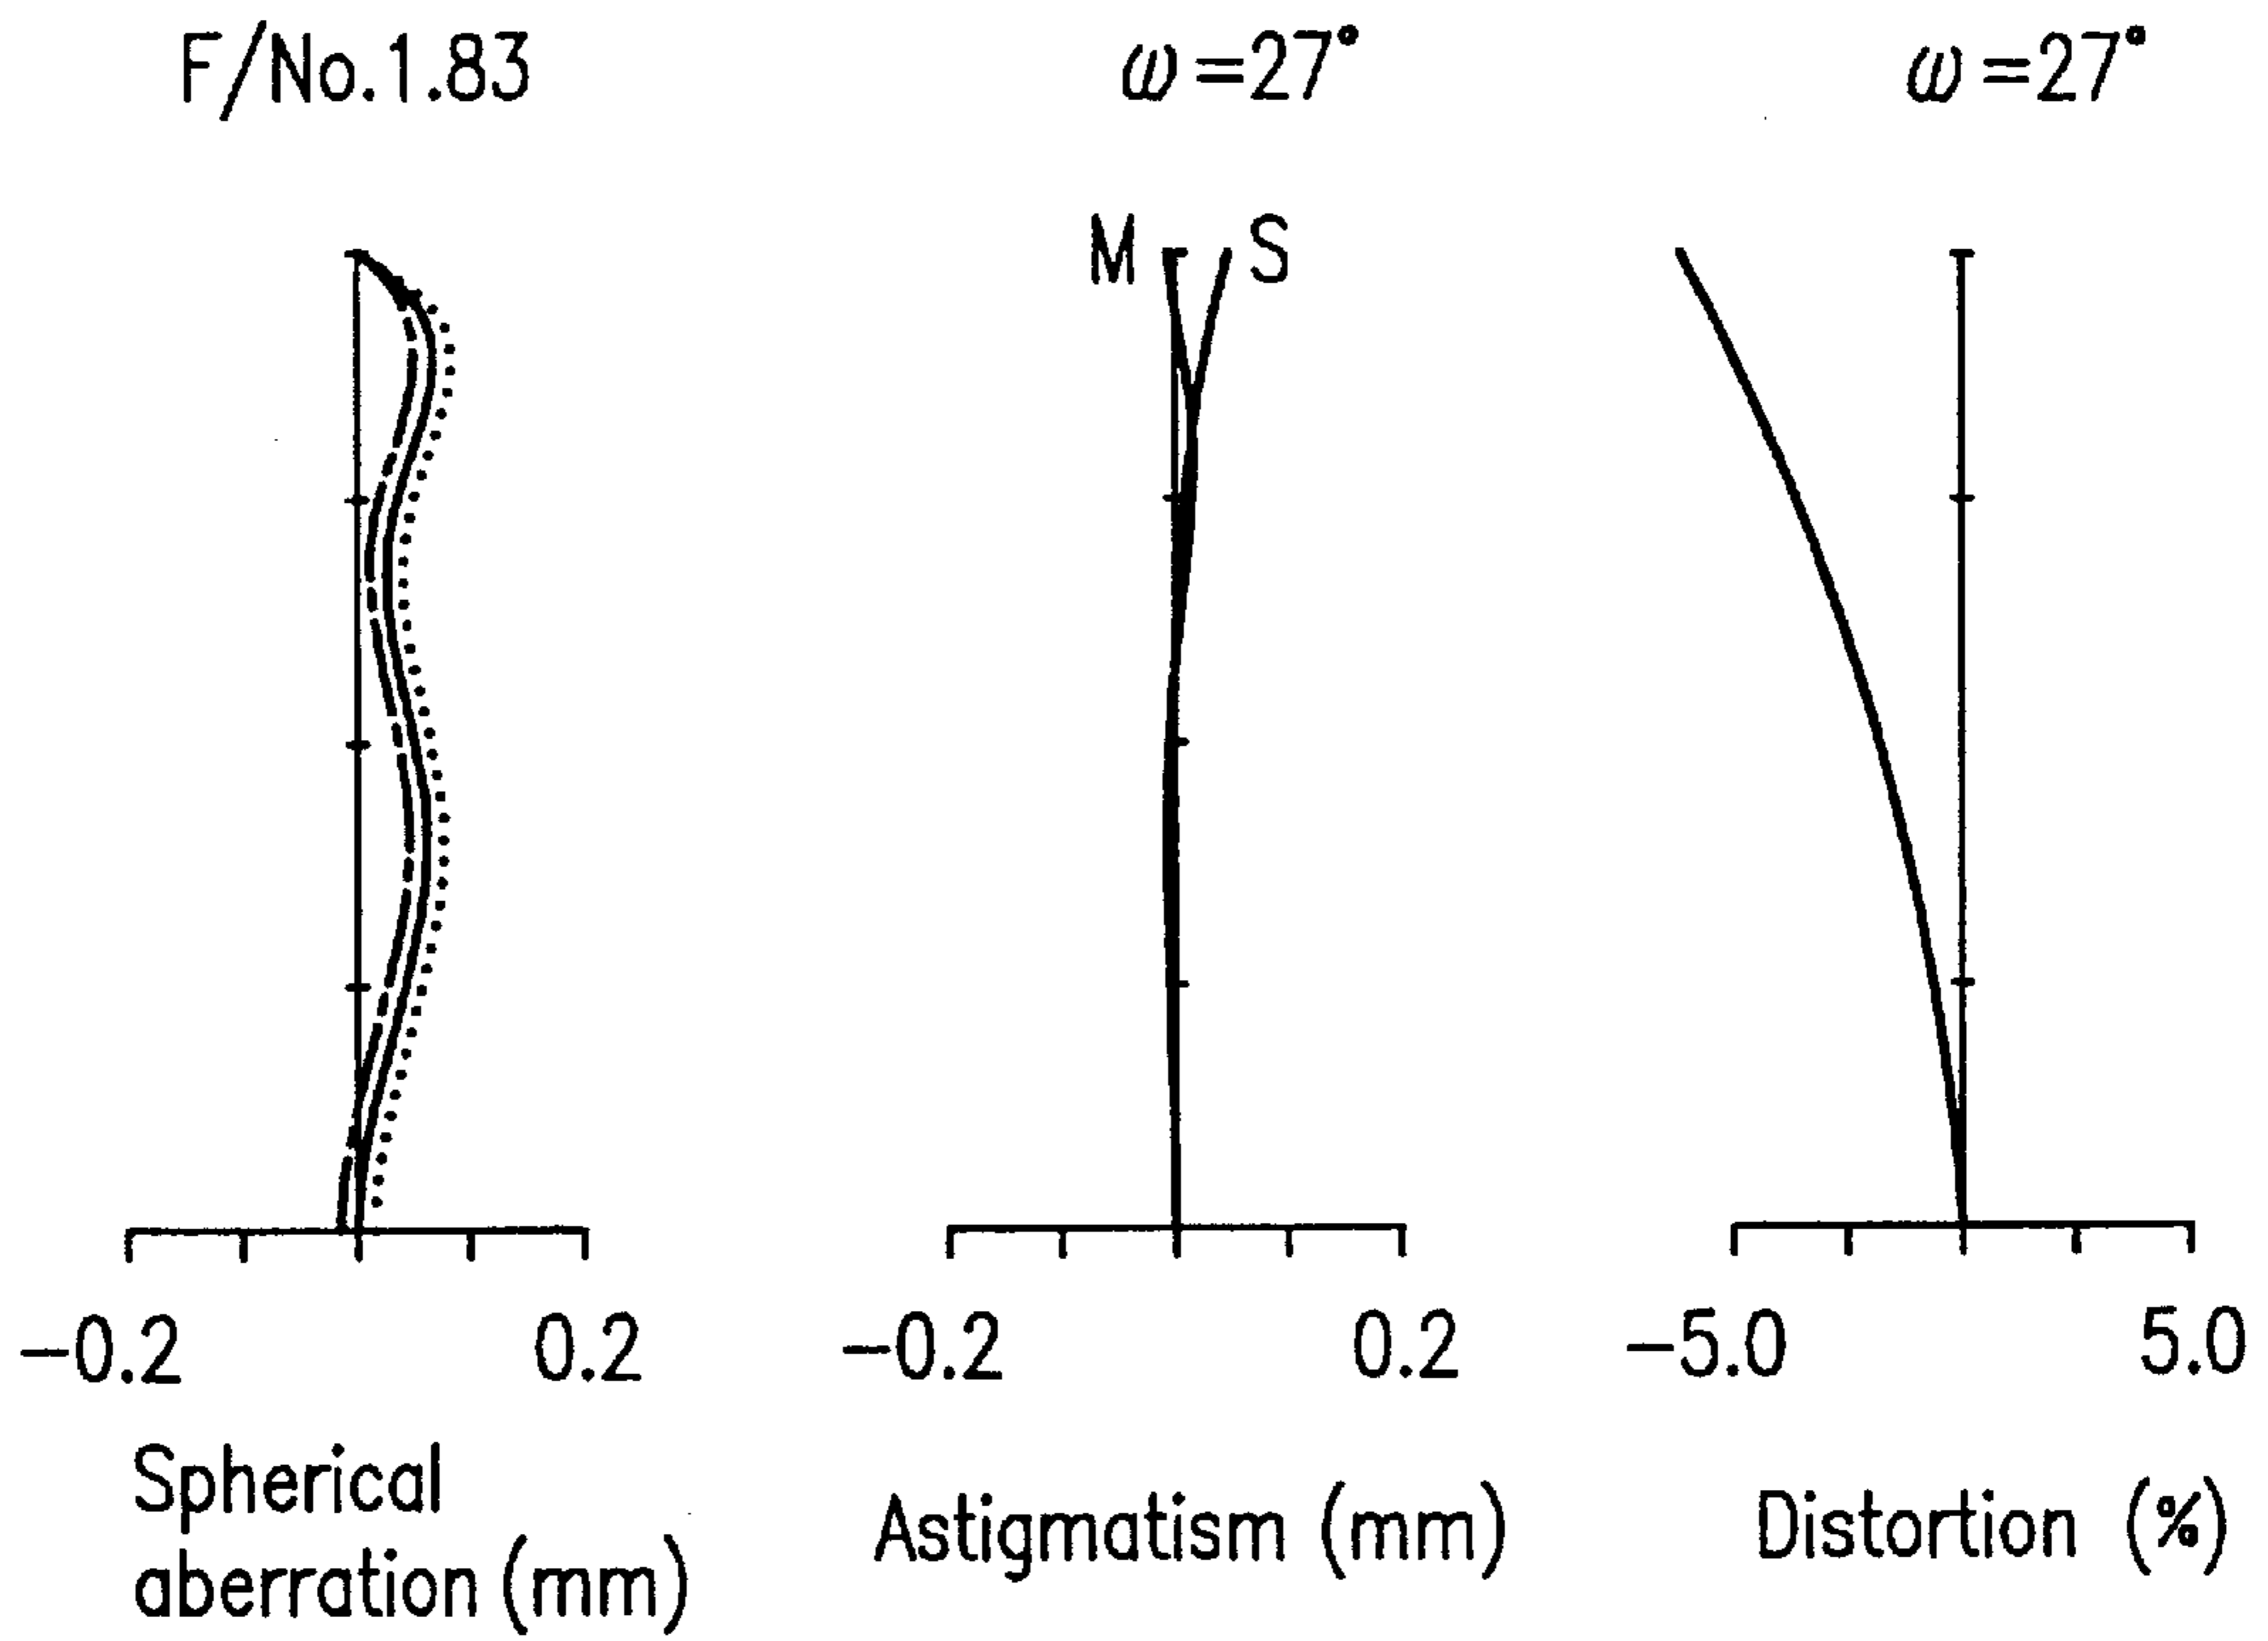 F/No.1.83
ω=27°
ω=27°
M
S
−0.2
0.2
−0.2
0.2
−5.0
5.0
Spherical
aberration (mm)
Astigmatism (mm)
Distortion (%)